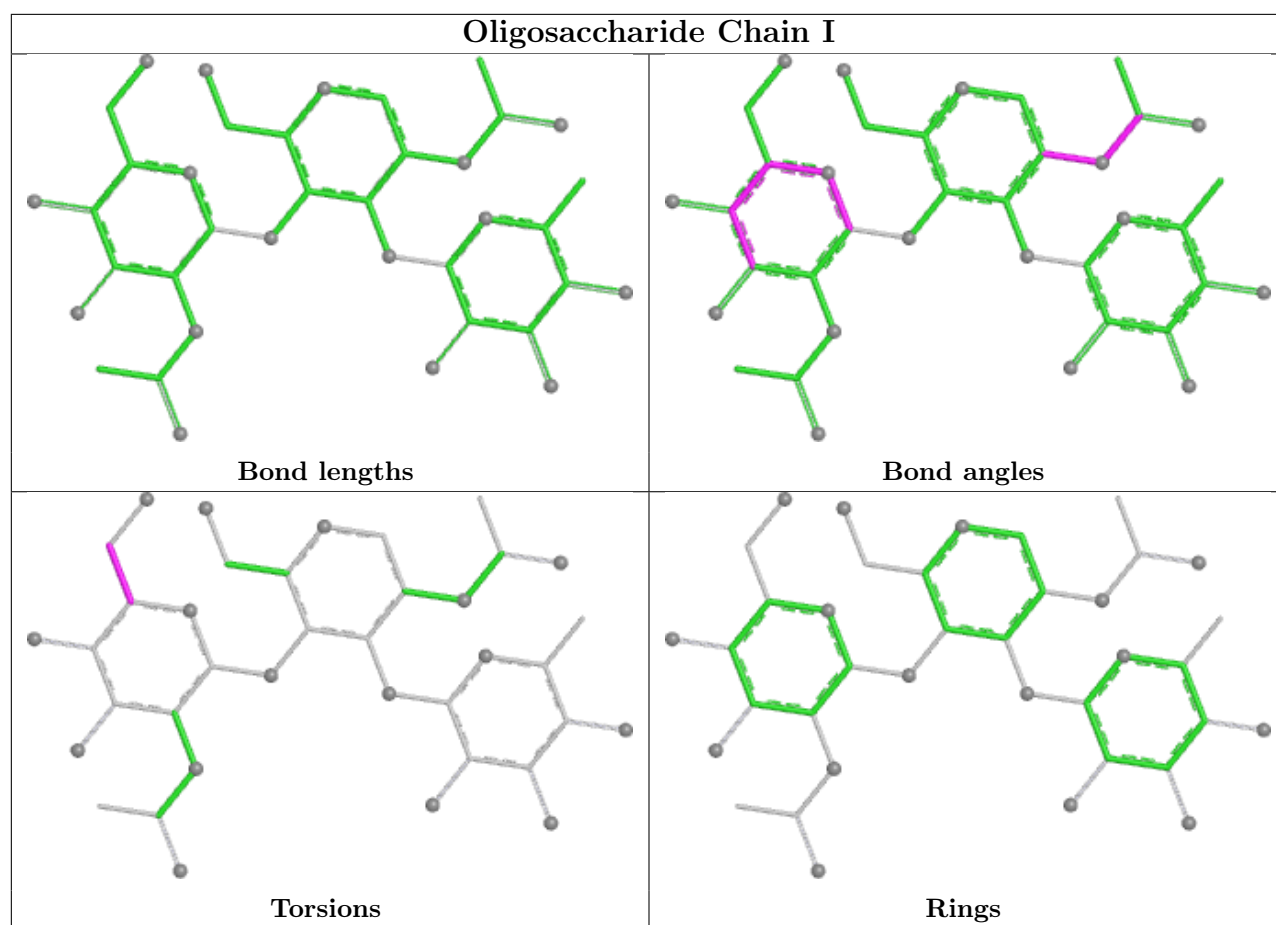 Oligosaccharide Chain I
Bond lengths
Bond angles
Torsions
Rings